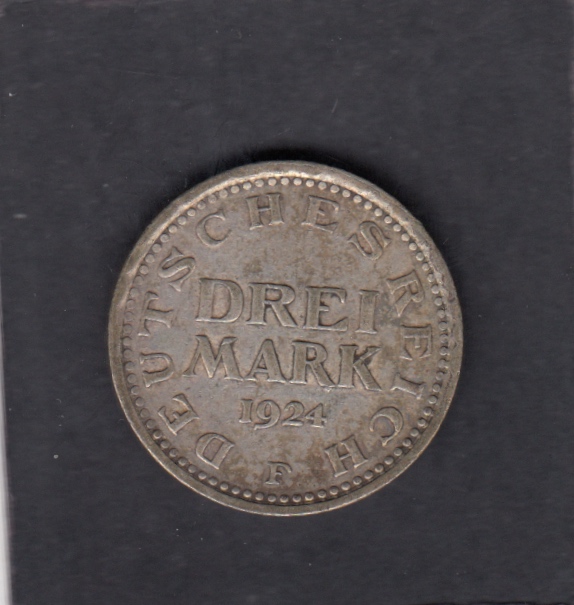 DEUTSCHES REICH
DREI
MARK
1924
F